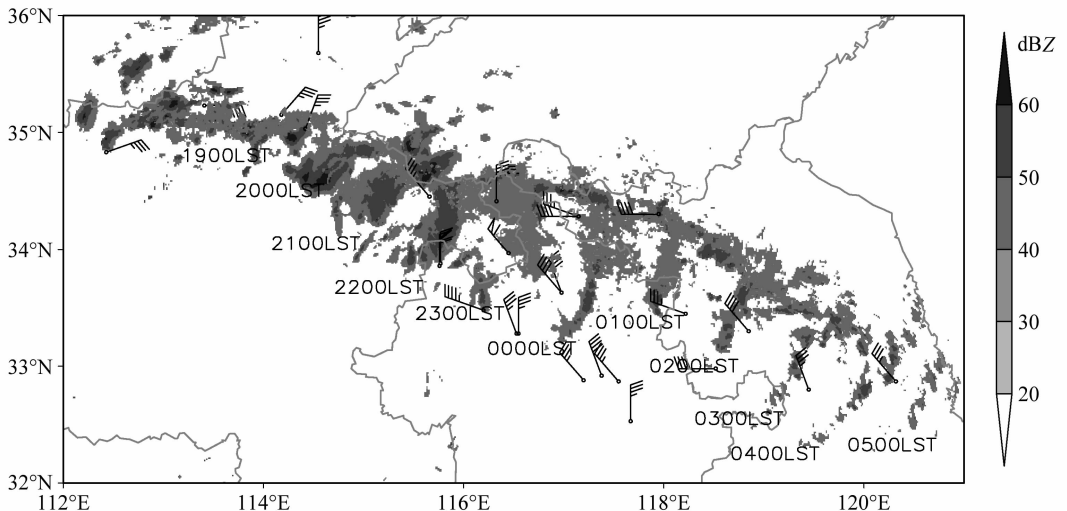 36°N
35°N
34°N
33°N
32°N
112°E
114°E
116°E
118°E
120°E
1900LST
2000LST
2100LST
2200LST
2300LST
0000LST
0100LST
0200LST
0300LST
0400LST
0500LST
dBZ
60
50
40
30
20